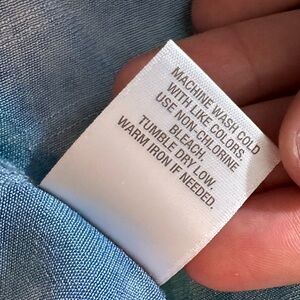 MACHINE WASH COLD
WITH LIKE COLORS.
USE NON-CHLORINE
BLEACH.
TUMBLE DRY LOW.
WARM IRON IF NEEDED.